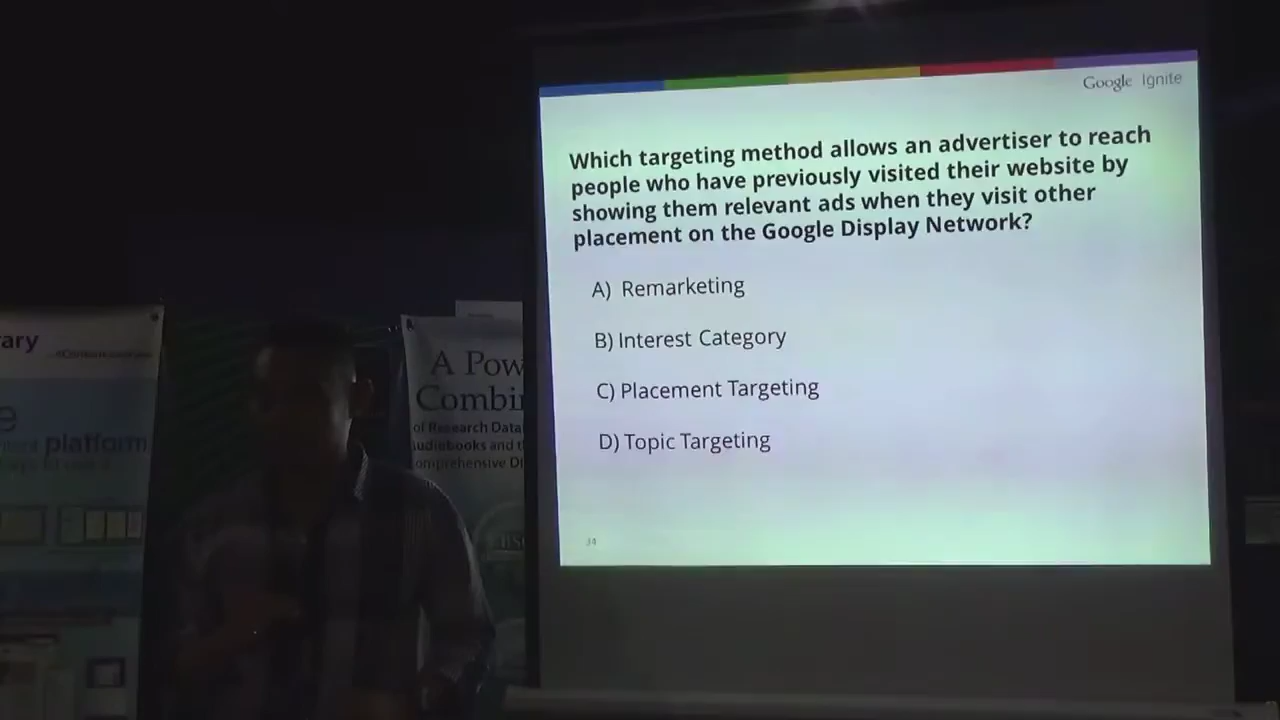 Google Ignite
Which targeting method allows an advertiser to reach
people who have previously visited their website by
showing them relevant ads when they visit other
placement on the Google Display Network?
A) Remarketing
B) Interest Category
C) Placement Targeting
D) Topic Targeting
34
ary
e
platform
A Pow
Combi
of Research Data
udiobooks and t
omprehensive Di